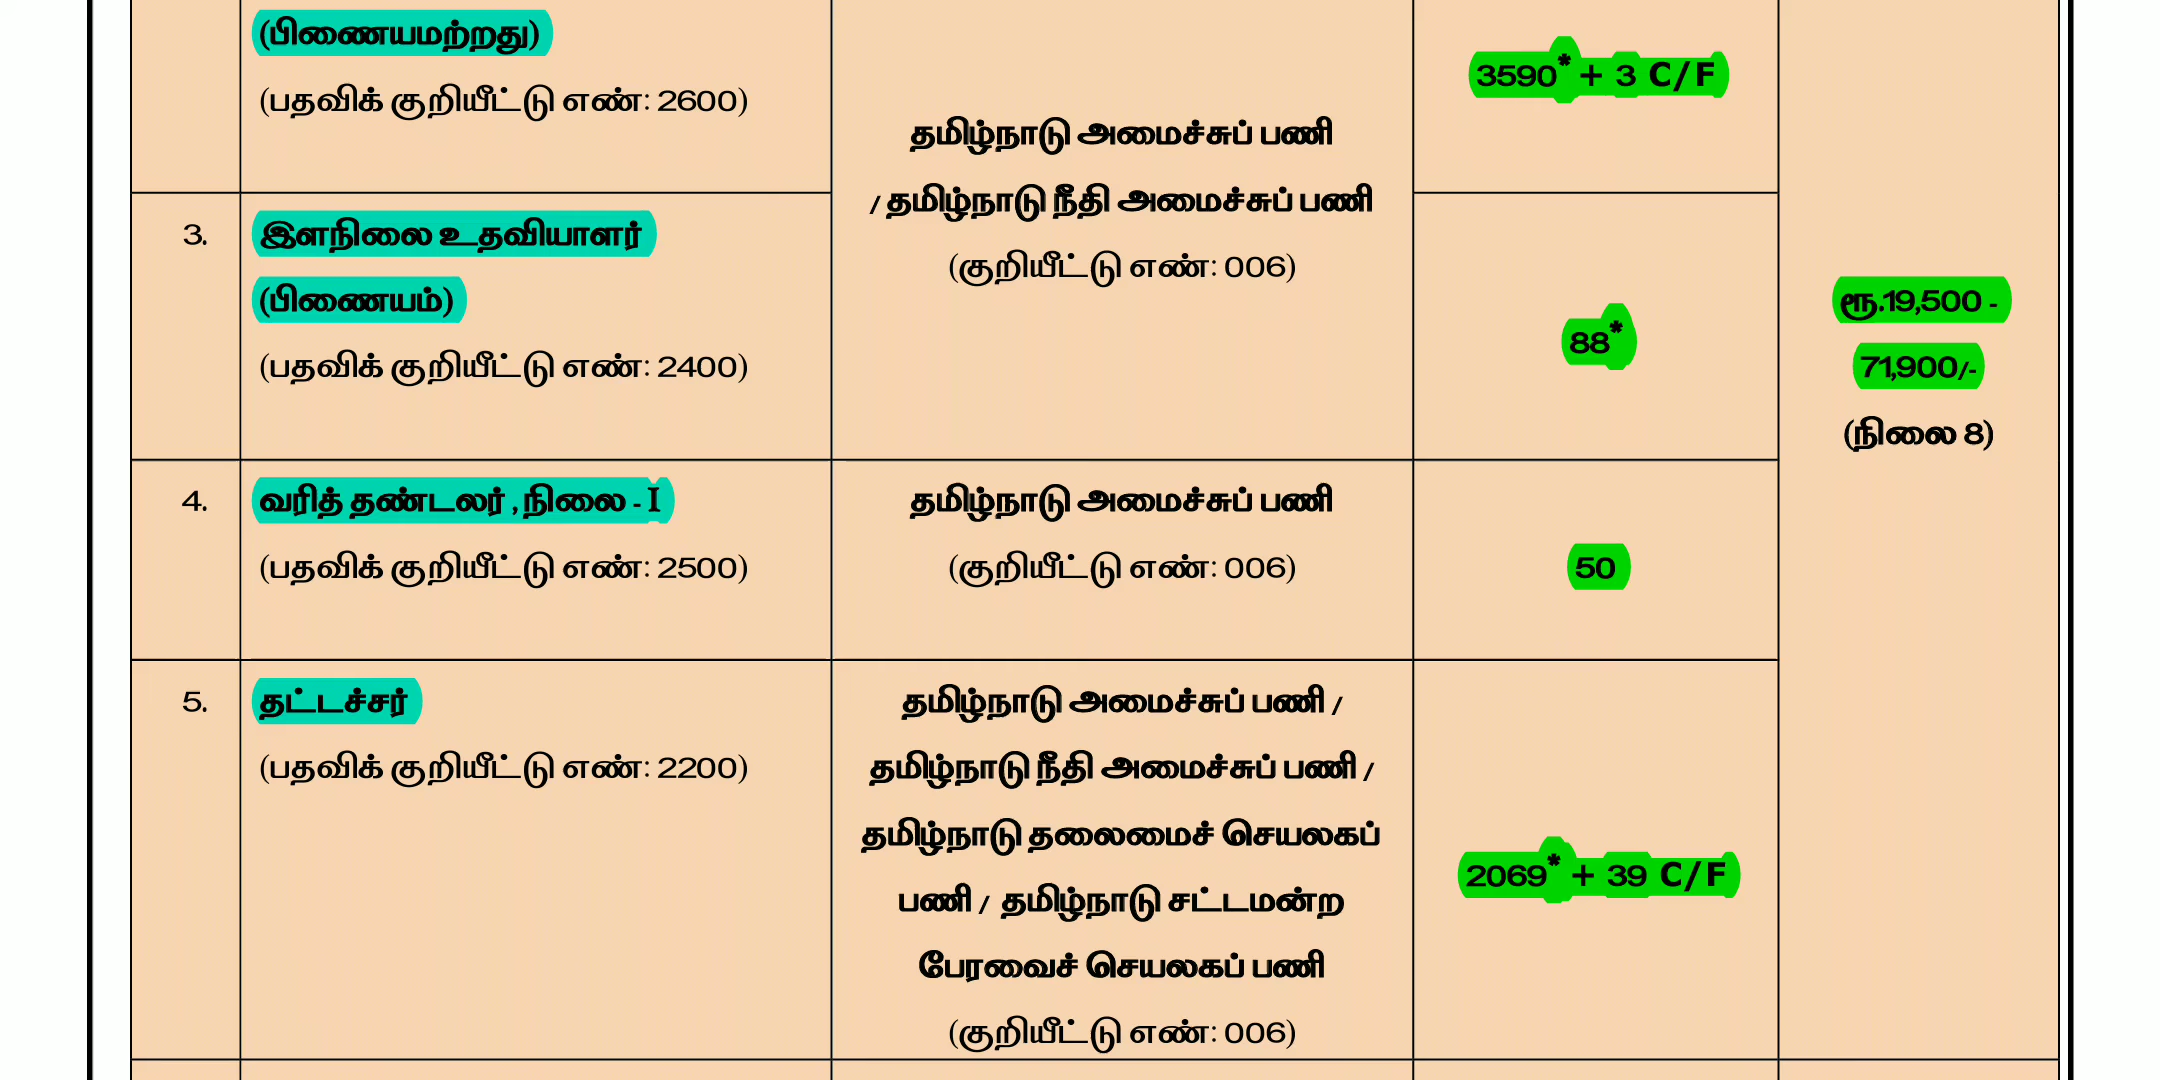 (பிணையமற்றது)
(பதவிக் குறியீட்டு எண்: 2600)
தமிழ்நாடு அமைச்சுப் பணி
/ தமிழ்நாடு நீதி அமைச்சுப் பணி
(குறியீட்டு எண்: 006)
3590* + 3 C/F
3.
இளநிலை உதவியாளர்
(பிணையம்)
(பதவிக் குறியீட்டு எண்: 2400)
88*
ரூ.19,500 -
71,900/-
(நிலை 8)
4.
வரித் தண்டலர் , நிலை - I
(பதவிக் குறியீட்டு எண்: 2500)
தமிழ்நாடு அமைச்சுப் பணி
(குறியீட்டு எண்: 006)
50
5.
தட்டச்சர்
(பதவிக் குறியீட்டு எண்: 2200)
தமிழ்நாடு அமைச்சுப் பணி /
தமிழ்நாடு நீதி அமைச்சுப் பணி /
தமிழ்நாடு தலைமைச் செயலகப்
பணி / தமிழ்நாடு சட்டமன்ற
பேரவைச் செயலகப் பணி
(குறியீட்டு எண்: 006)
2069* + 39 C/F